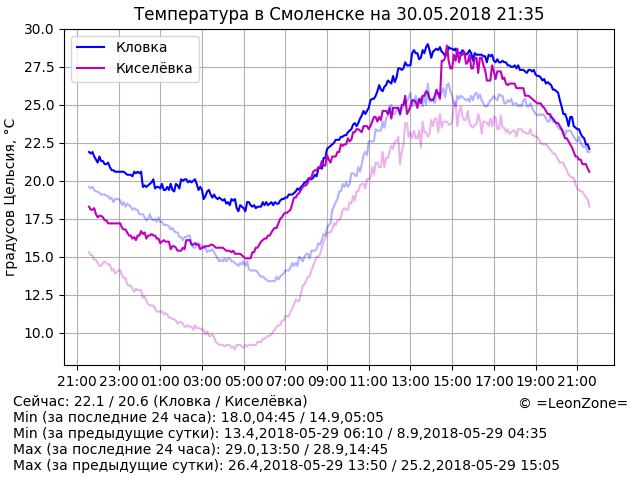 Температура в Смоленске на 30.05.2018 21:35
градусов Цельсия, °C
30.0
27.5
25.0
22.5
20.0
17.5
15.0
12.5
10.0
Кловка
Киселёвка
21:00 23:00 01:00 03:00 05:00 07:00 09:00 11:00 13:00 15:00 17:00 19:00 21:00
Сейчас: 22.1 / 20.6 (Кловка / Киселёвка)
© =LeonZone=
Min (за последние 24 часа): 18.0,04:45 / 14.9,05:05
Min (за предыдущие сутки): 13.4,2018-05-29 06:10 / 8.9,2018-05-29 04:35
Max (за последние 24 часа): 29.0,13:50 / 28.9,14:45
Max (за предыдущие сутки): 26.4,2018-05-29 13:50 / 25.2,2018-05-29 15:05